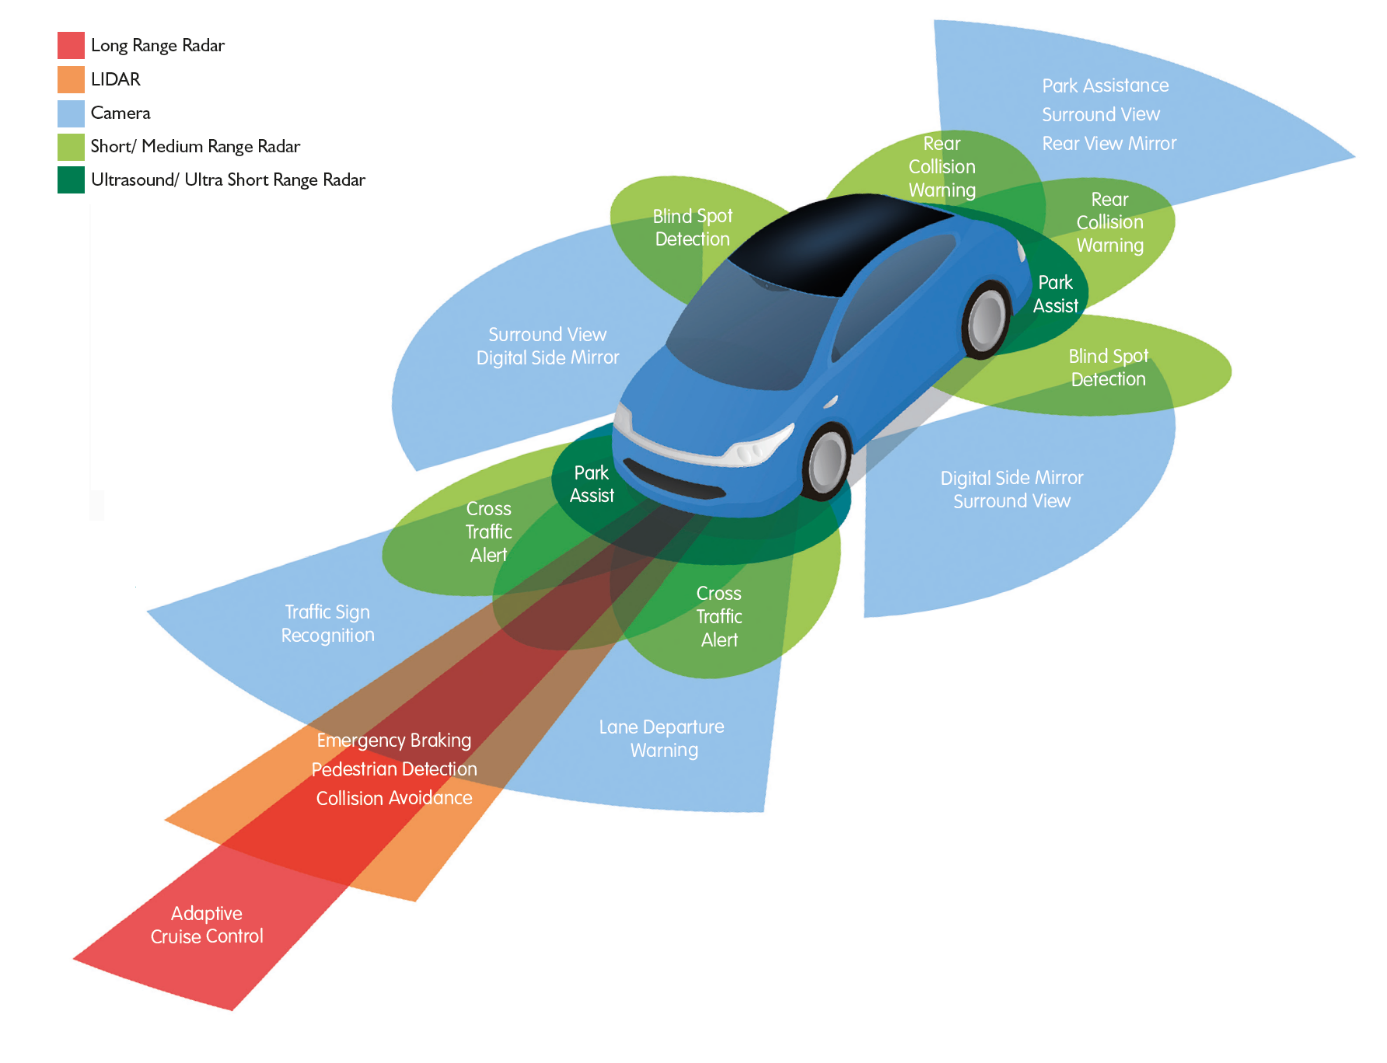 Long Range Radar
LIDAR
Camera
Short/ Medium Range Radar
Ultrasound/ Ultra Short Range Radar
Park Assistance
Surround View
Rear View Mirror
Rear
Collision
Warning
Rear
Collision
Warning
Blind Spot
Detection
Park
Assist
Surround View
Digital Side Mirror
Blind Spot
Detection
Digital Side Mirror
Surround View
Park
Assist
Cross
Traffic
Alert
Cross
Traffic
Alert
Traffic Sign
Recognition
Lane Departure
Warning
Emergency Braking
Pedestrian Detection
Collision Avoidance
Adaptive
Cruise Control